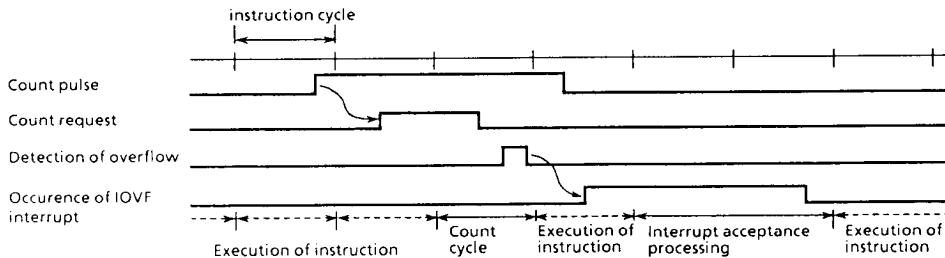 instruction cycle
Count pulse
Count request
Detection of overflow
Occurence of IOVF
interrupt
Execution of instruction
Count
cycle
Execution of
instruction
Interrupt acceptance
processing
Execution of
instruction